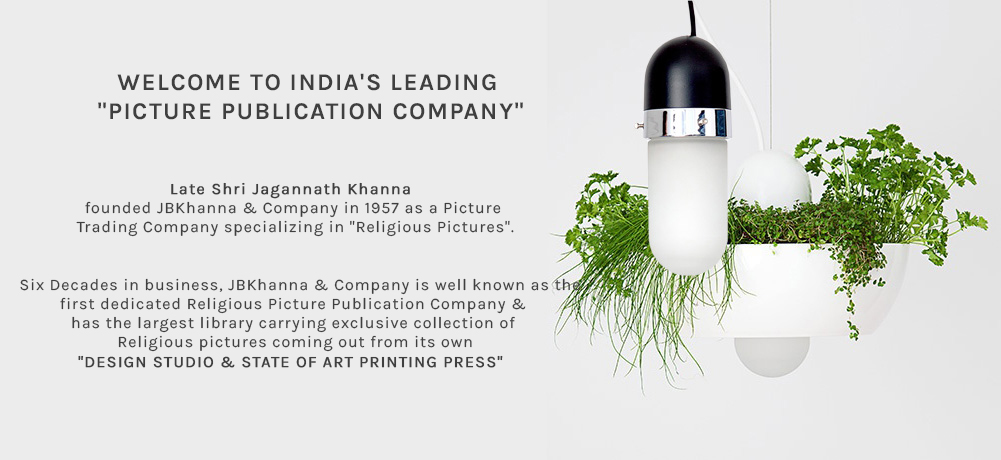 WELCOME TO INDIA'S LEADING
"PICTURE PUBLICATION COMPANY"
Late Shri Jagannath Khanna
founded JBKhanna & Company in 1957 as a Picture
Trading Company specializing in "Religious Pictures".
Six Decades in business, JBKhanna & Company is well known as the
first dedicated Religious Picture Publication Company &
has the largest library carrying exclusive collection of
Religious pictures coming out from its own
"DESIGN STUDIO & STATE OF ART PRINTING PRESS"